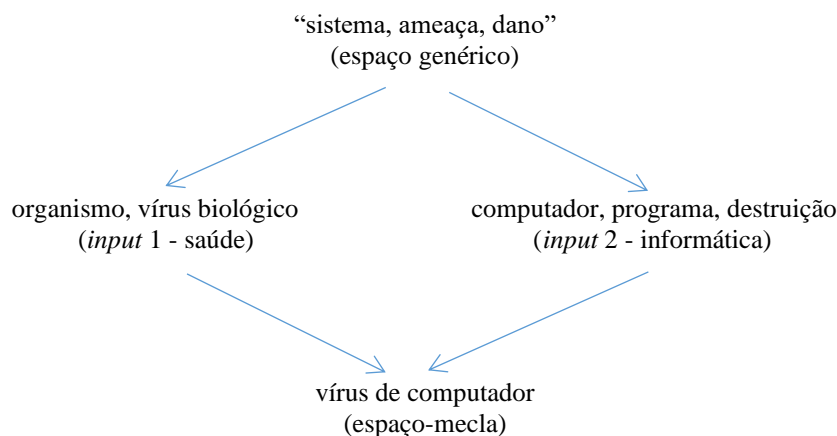 “sistema, ameaça, dano”
(espaço genérico)
organismo, vírus biológico
(input 1 - saúde)
computador, programa, destruição
(input 2 - informática)
vírus de computador
(espaço-mecla)